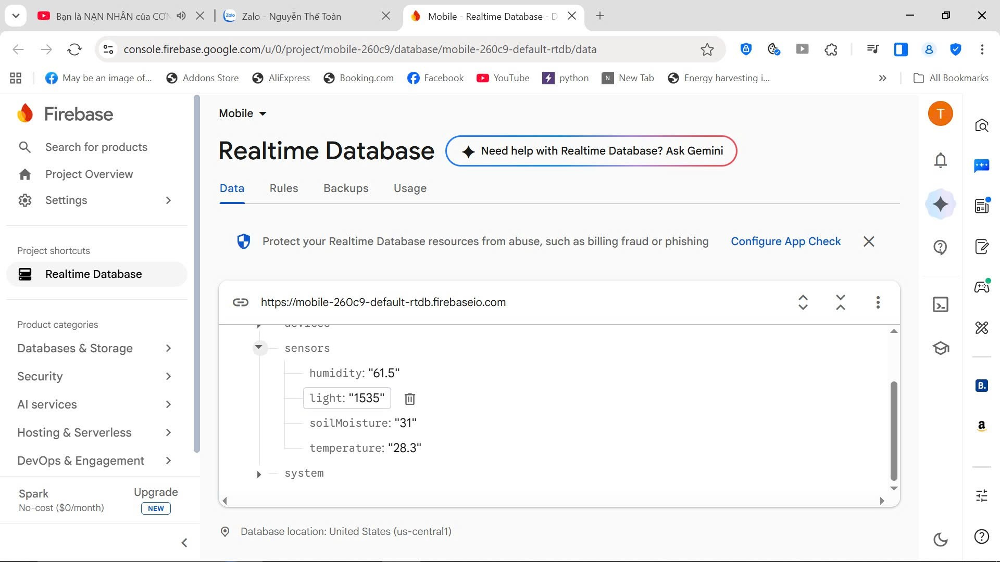 Bạn là NẠN NHÂN của CƠN
Zalo - Nguyễn Thế Toàn
Mobile - Realtime Database - D
console.firebase.google.com/u/0/project/mobile-260c9/database/mobile-260c9-default-rtdb/data
May be an image of...
Addons Store
AliExpress
Booking.com
Facebook
YouTube
python
N
New Tab
Energy harvesting i...
All Bookmarks
Firebase
Search for products
Project Overview
Settings
Project shortcuts
Realtime Database
Product categories
Databases & Storage
Security
AI services
Hosting & Serverless
DevOps & Engagement
Spark
No-cost ($0/month)
Upgrade
NEW
Mobile
Realtime Database
Need help with Realtime Database? Ask Gemini
Data
Rules
Backups
Usage
Protect your Realtime Database resources from abuse, such as billing fraud or phishing
Configure App Check
https://mobile-260c9-default-rtdb.firebaseio.com
devices
sensors
humidity: "61.5"
light: "1535"
soilMoisture: "31"
temperature: "28.3"
system
Database location: United States (us-central1)
T
B.
a